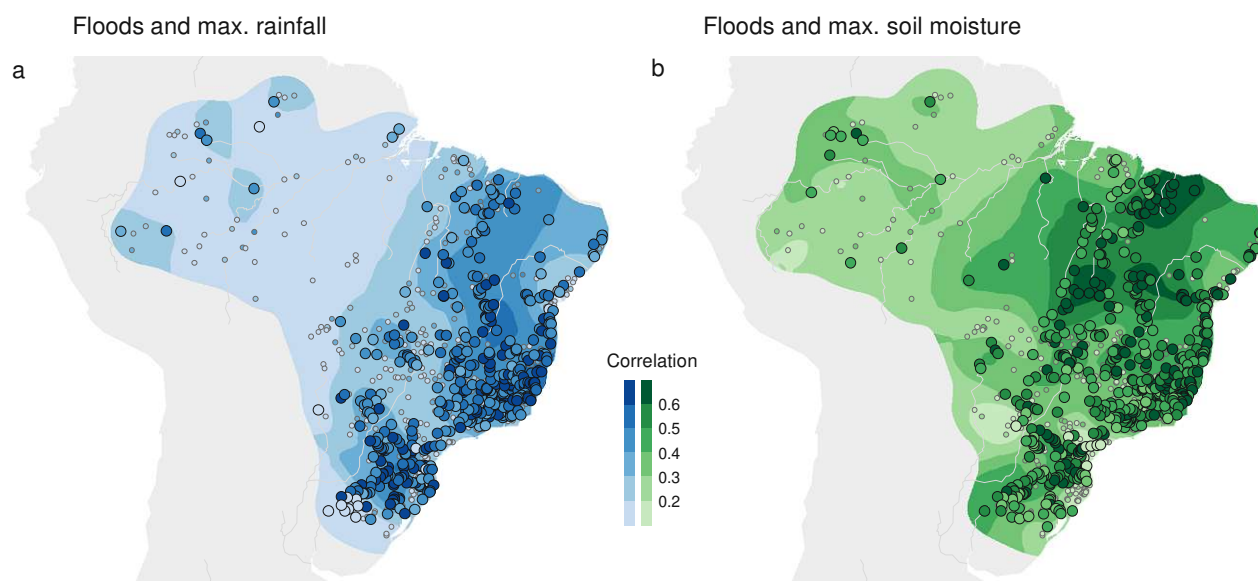 Floods and max. rainfall
Floods and max. soil moisture
a
b
Correlation
0.6
0.5
0.4
0.3
0.2